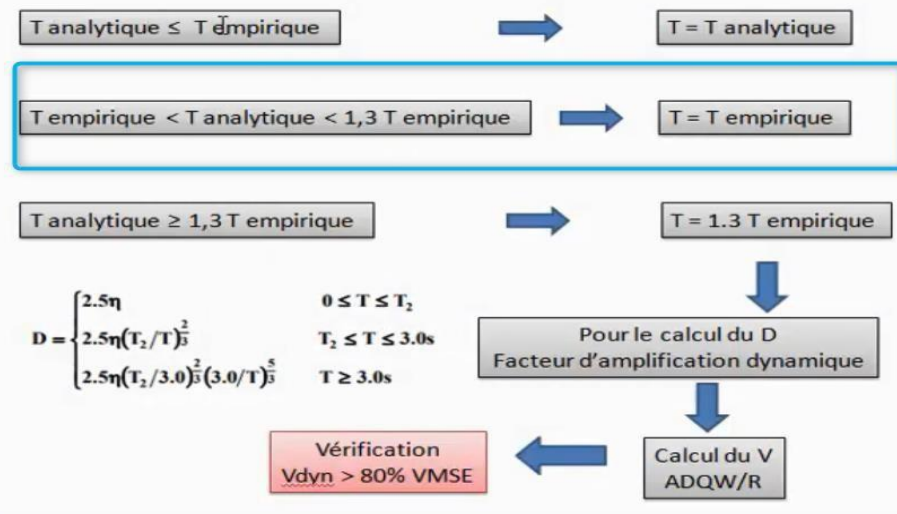 T analytique ≤ T empirique
T = T analytique
T empirique < T analytique < 1,3 T empirique
T = T empirique
T analytique ≥ 1,3 T empirique
T = 1.3 T empirique
D = { 2.5η 0 ≤ T ≤ T₂
2.5η(T₂/T)^(2/3) T₂ ≤ T ≤ 3.0s
2.5η(T₂/3.0)^(2/3)(3.0/T)^(5/3) T ≥ 3.0s
Pour le calcul du D
Facteur d'amplification dynamique
Calcul du V
ADQW/R
Vérification
Vdyn > 80% VMSE